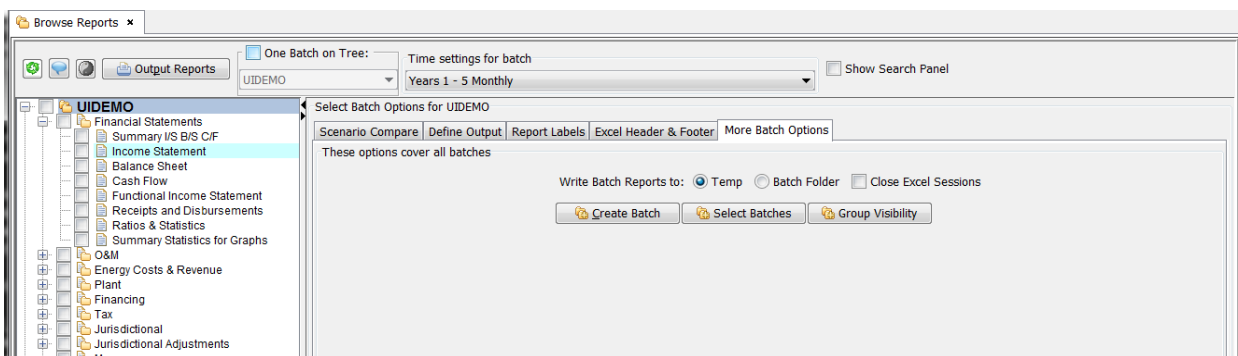 Browse Reports
Output Reports
One Batch on Tree:
UIDEMO
Time settings for batch
Years 1 - 5 Monthly
Show Search Panel
UIDEMO
Financial Statements
Summary I/S B/S C/F
Income Statement
Balance Sheet
Cash Flow
Functional Income Statement
Receipts and Disbursements
Ratios & Statistics
Summary Statistics for Graphs
O&M
Energy Costs & Revenue
Plant
Financing
Tax
Jurisdictional
Jurisdictional Adjustments
Select Batch Options for UIDEMO
Scenario Compare Define Output Report Labels Excel Header & Footer More Batch Options
These options cover all batches
Write Batch Reports to: Temp Batch Folder Close Excel Sessions
Create Batch Select Batches Group Visibility